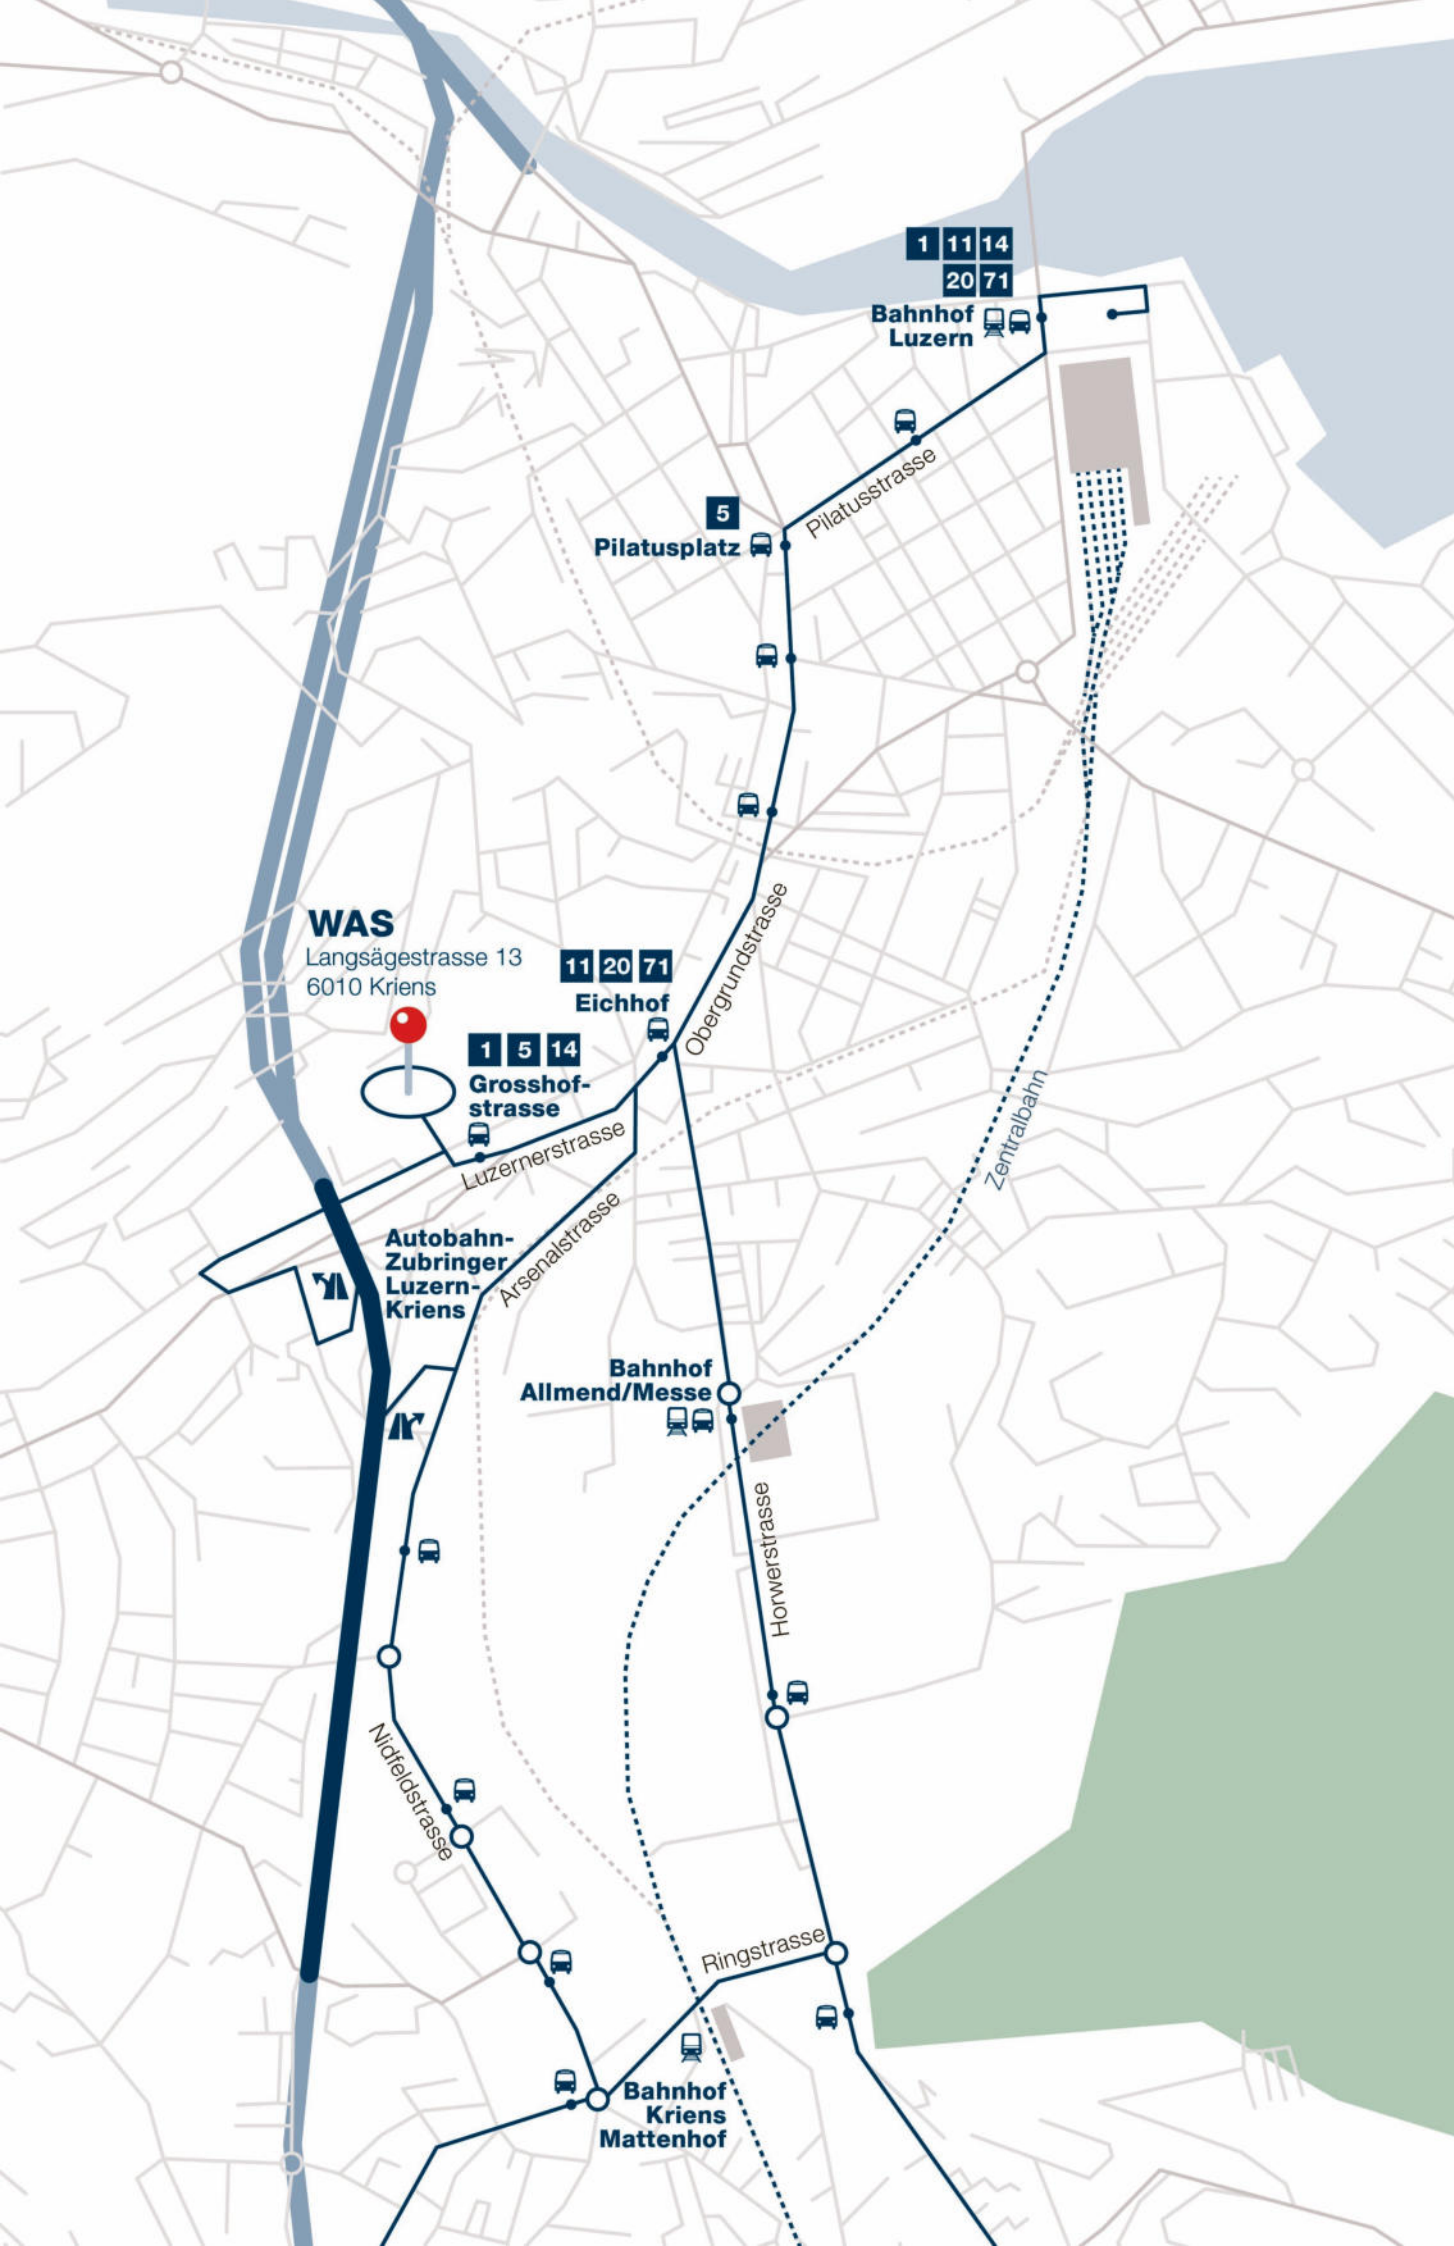 1 11 14
20 71
Bahnhof
Luzern
Pilatusstrasse
5
Pilatusplatz
WAS
Langsägestrasse 13
6010 Kriens
11 20 71
Eichhof
Obergrundstrasse
1 5 14
Grosshof-
strasse
Luzernerstrasse
Zentralbahn
Arsenalstrasse
Autobahn-
Zubringer
Luzern-
Kriens
Bahnhof
Allmend/Messe
Horwerstrasse
Nidfeldstrasse
Ringstrasse
Bahnhof
Kriens
Mattenhof